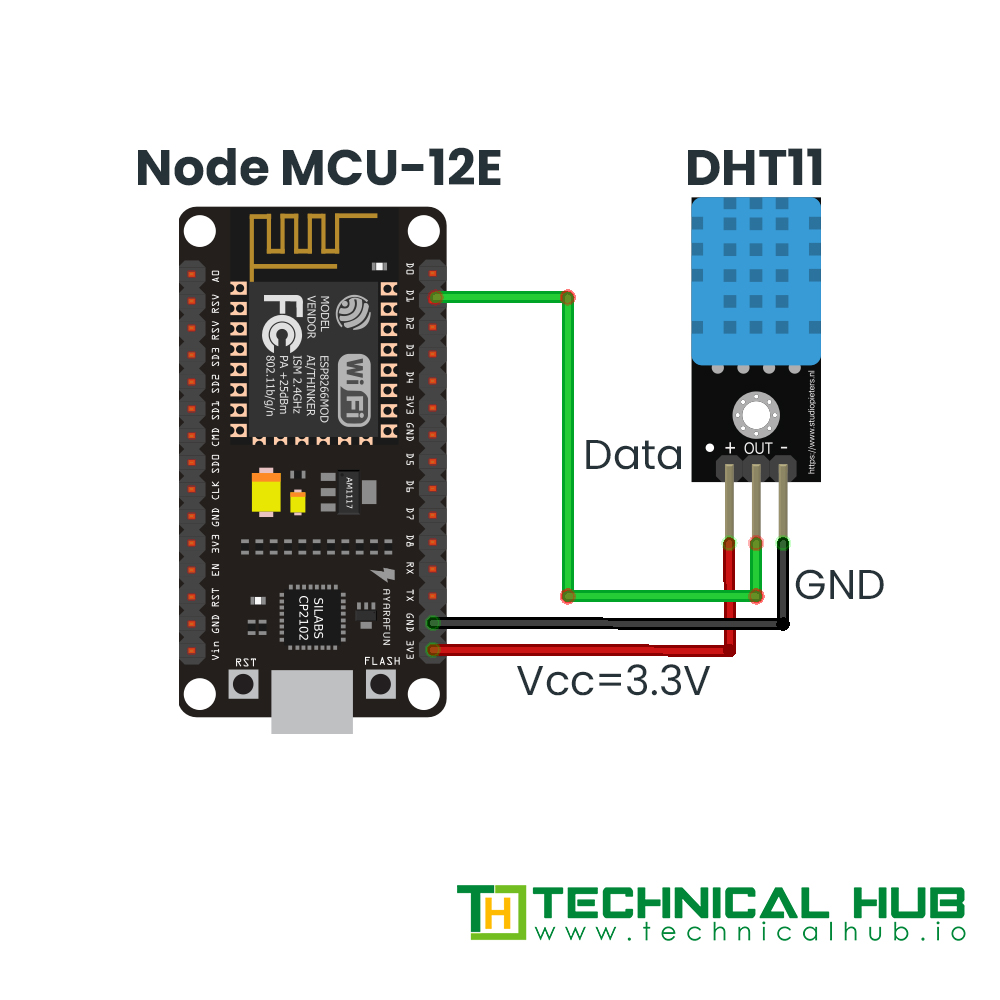 Node MCU-12E
DHT11
A0
RSV
RSV
SD3
SD2
SD1
CMD
SD0
CLK
GND
3V3
EN
RST
GND
Vin
D0
D1
D2
D3
D4
3V3
GND
D5
D6
D7
D8
RX
TX
GND
3V3
MODEL
VENDOR
ESP8266MOD
AI/THINKER
ISM 2.4GHz
PA +25dBm
802.11b/g/n
FC
Wi Fi
AM1117
SILABS
CP2102
AYARAFUN
RST
FLASH
+ OUT -
https://www.studiopieters.nl
Data
GND
Vcc=3.3V
TH TECHNICAL HUB
www.technicalhub.io